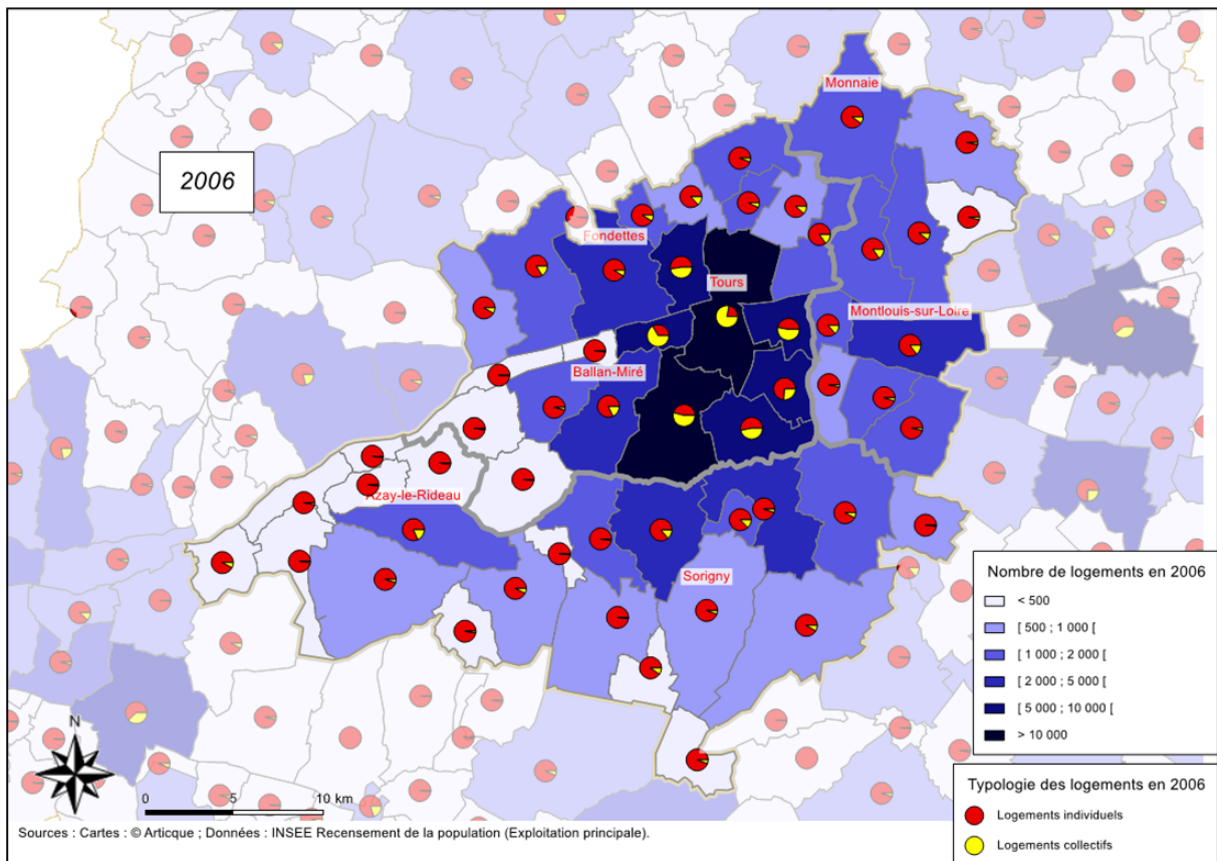 Monnaie
2006
Fondettes
Tours
Montlouis-sur-Loire
Ballan-Miré
Azay-le-Rideau
Sorigny
Nombre de logements en 2006
< 500
[ 500 ; 1 000 [
[ 1 000 ; 2 000 [
[ 2 000 ; 5 000 [
[ 5 000 ; 10 000 [
> 10 000
N
0 5 10 km
Typologie des logements en 2006
Logements individuels
Logements collectifs
Sources : Cartes : © Articque ; Données : INSEE Recensement de la population (Exploitation principale).